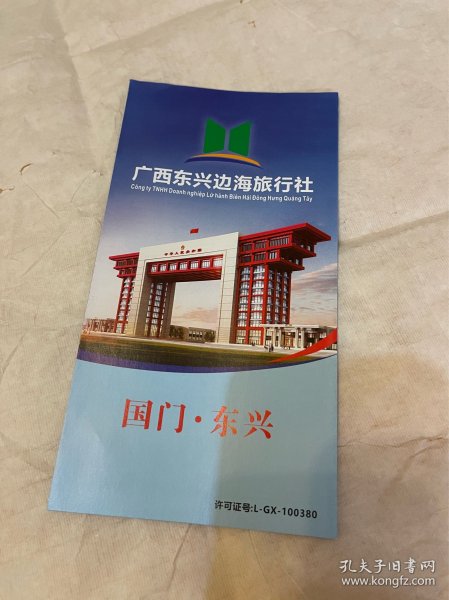 广西东兴边海旅行社
Công ty TNHH Doanh nghiệp Lữ hành Biên Hải Đông Hưng Quảng Tây
中华人民共和国
国门·东兴
许可证号:L-GX-100380
孔夫子旧书网
www.kongfz.com